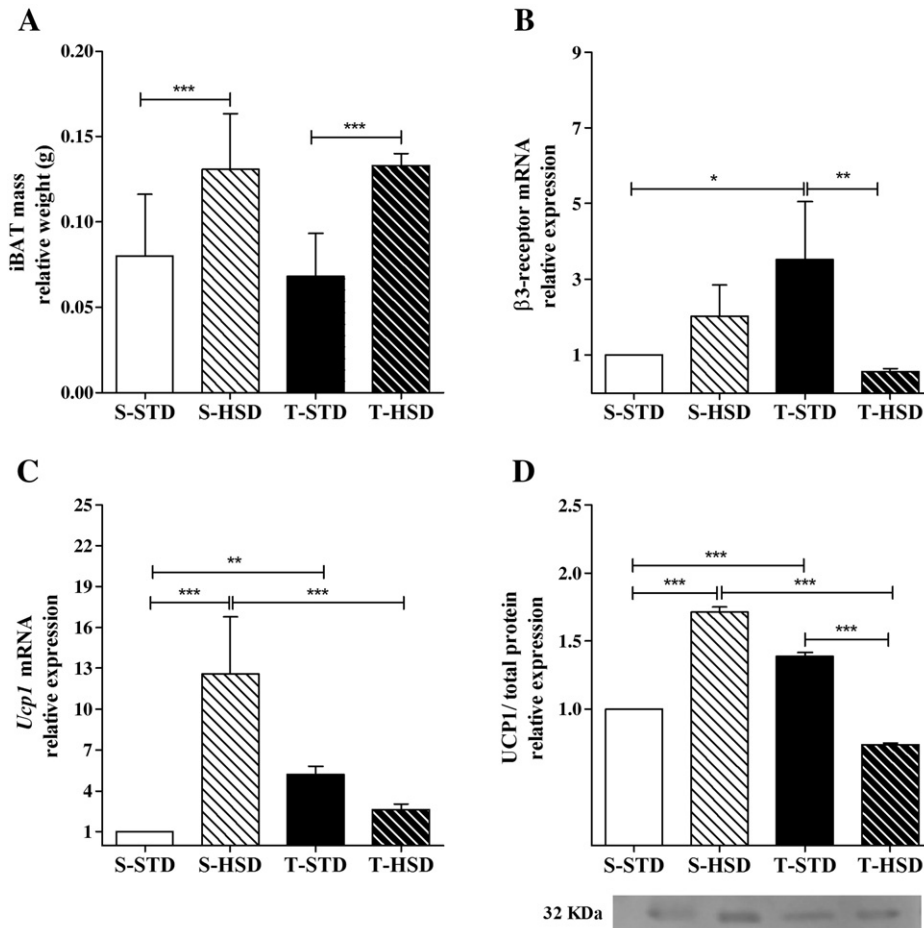 A
iBAT mass
relative weight (g)
0.20
0.15
0.10
0.05
0.00
***
***
S-STD S-HSD T-STD T-HSD
B
β3-receptor mRNA
relative expression
9
7
5
3
1
*
**
S-STD S-HSD T-STD T-HSD
C
Ucp1 mRNA
relative expression
25
22
19
16
13
10
7
4
1
**
***
***
S-STD S-HSD T-STD T-HSD
D
UCP1/ total protein
relative expression
2.5
2.0
1.5
1.0
***
***
***
***
S-STD S-HSD T-STD T-HSD
32 KDa